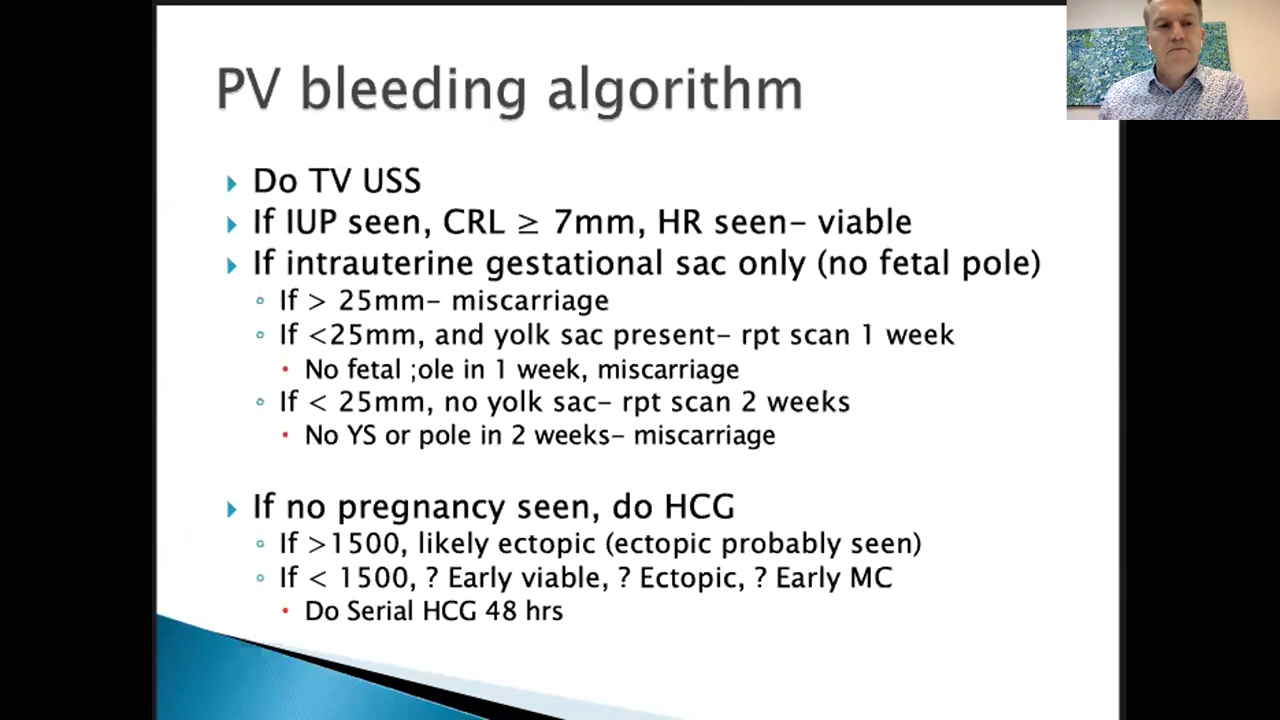 PV bleeding algorithm
Do TV USS
If IUP seen, CRL ≥ 7mm, HR seen- viable
If intrauterine gestational sac only (no fetal pole)
If > 25mm- miscarriage
If <25mm, and yolk sac present- rpt scan 1 week
No fetal ;ole in 1 week, miscarriage
If < 25mm, no yolk sac- rpt scan 2 weeks
No YS or pole in 2 weeks- miscarriage
If no pregnancy seen, do HCG
If >1500, likely ectopic (ectopic probably seen)
If < 1500, ? Early viable, ? Ectopic, ? Early MC
Do Serial HCG 48 hrs